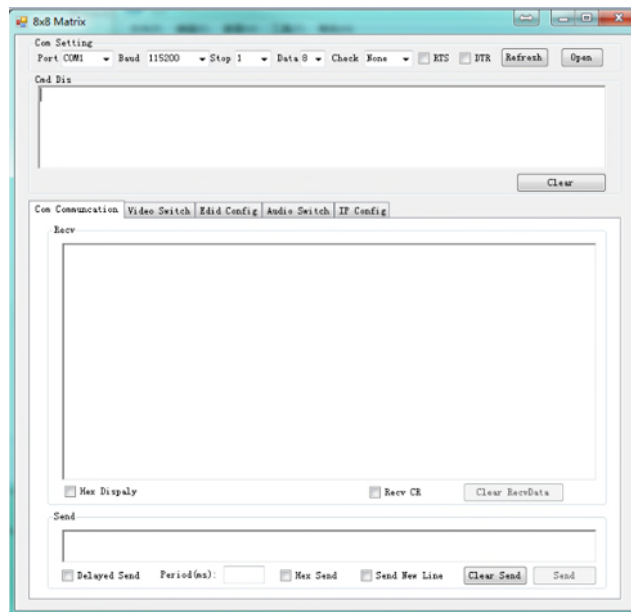 8x8 Matrix
Com Setting
Port COM1 Baud 115200 Stop 1 Data 8 Check None RTS DTR Refresh Open
Cmd Dis
Clear
Com Communcation Video Switch Edid Config Audio Switch IP Config
Recv
Hex Dispaly Recv CR Clear RecvData
Send
Delayed Send Period(ms): Hex Send Send New Line Clear Send Send